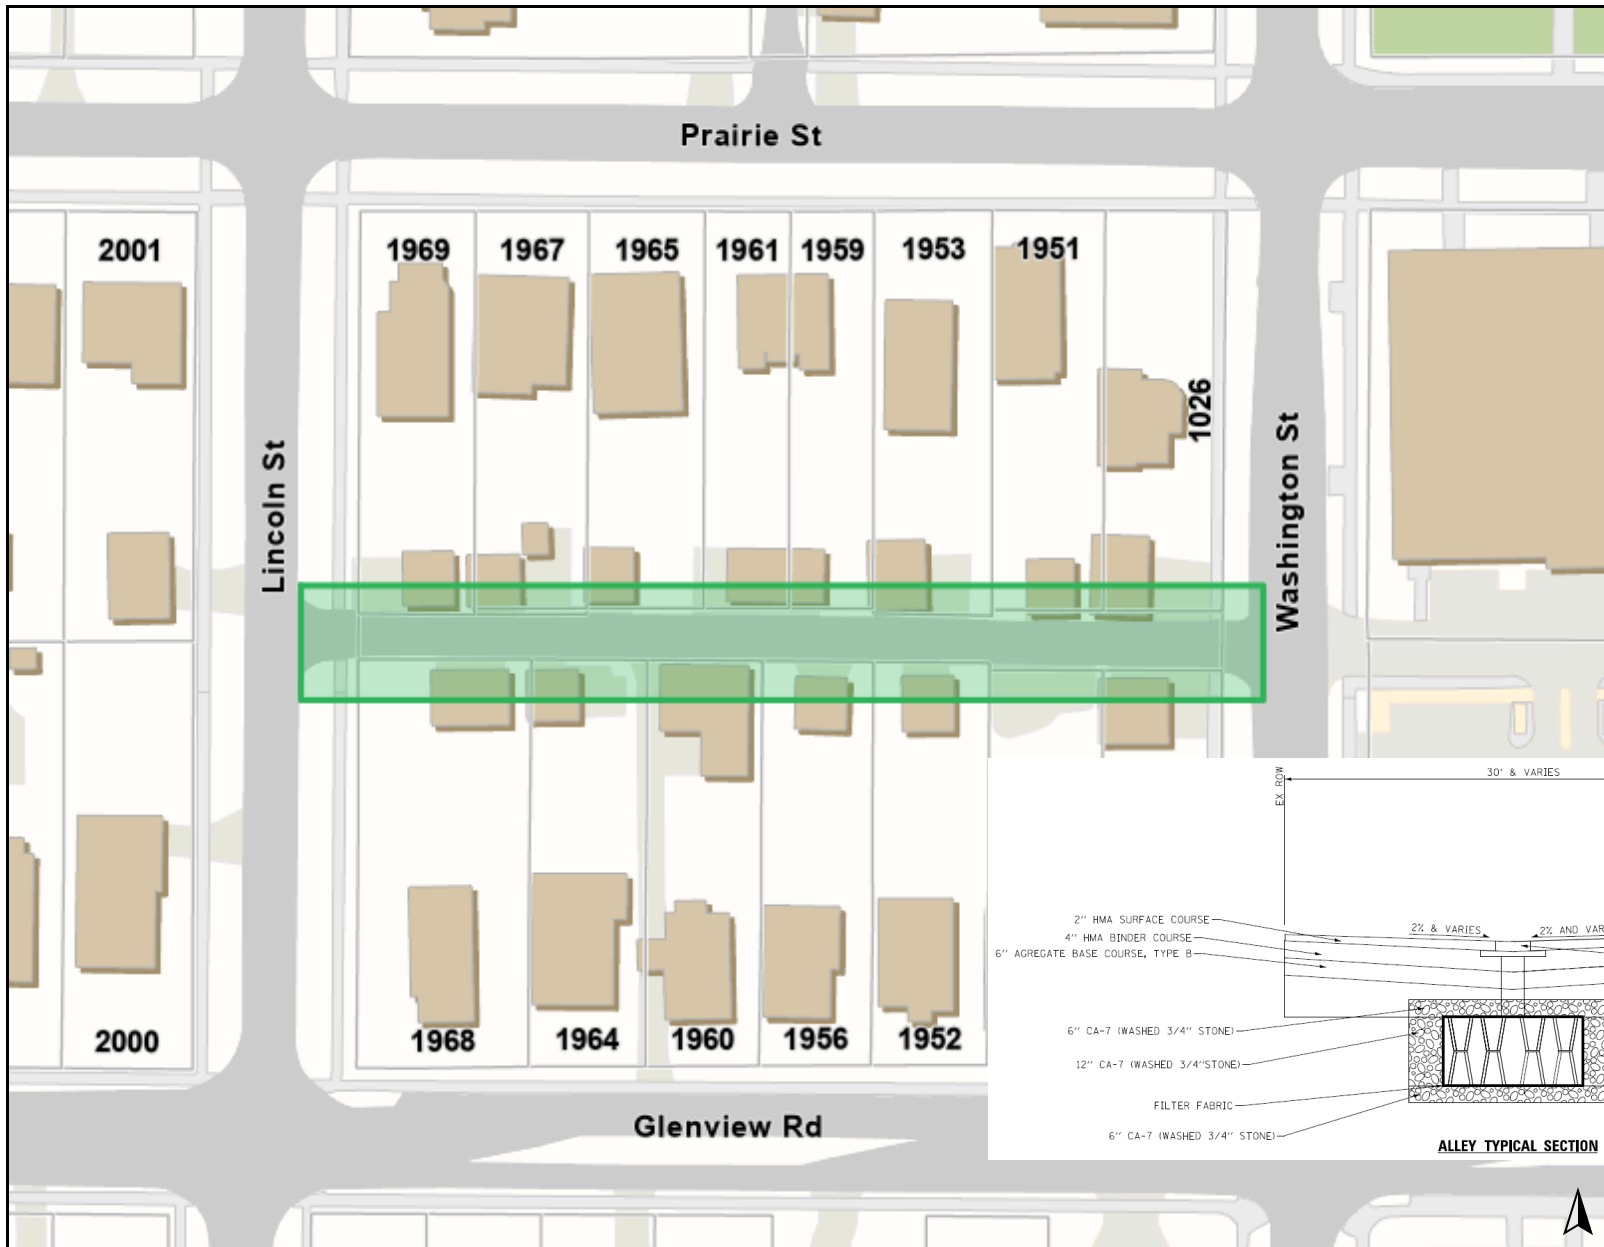 Prairie St
2001
1969
1967
1965
1961
1959
1953
1951
1026
Lincoln St
Washington St
EX ROW
30' & VARIES
2" HMA SURFACE COURSE
4" HMA BINDER COURSE
6" AGREGATE BASE COURSE, TYPE B
2% & VARIES
2% AND VAR
6" CA-7 (WASHED 3/4" STONE)
12" CA-7 (WASHED 3/4"STONE)
FILTER FABRIC
6" CA-7 (WASHED 3/4" STONE)
ALLEY TYPICAL SECTION
2000
1968
1964
1960
1956
1952
Glenview Rd